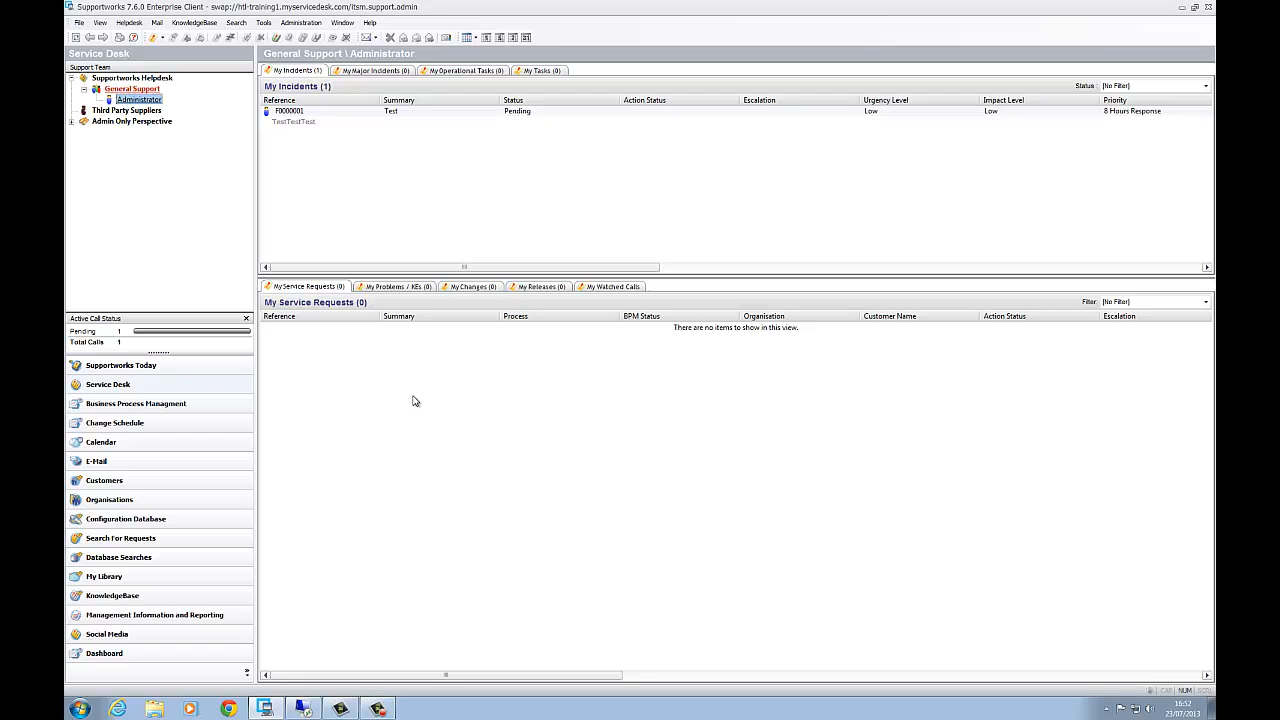 Supportworks 7.6.0 Enterprise Client - swap://htl-training1.myservicedesk.com/itsm.support.admin
File View Helpdesk Mail KnowledgeBase Search Tools Administration Window Help
Service Desk
Support Team
Supportworks Helpdesk
General Support
Administrator
Third Party Suppliers
Admin Only Perspective
General Support \ Administrator
My Incidents (1) My Major Incidents (0) My Operational Tasks (0) My Tasks (0)
My Incidents (1) Status : [No Filter]
Reference Summary Status Action Status Escalation Urgency Level Impact Level Priority
F0000001 Test Pending Low Low 8 Hours Response
TestTestTest
My Service Requests (0) My Problems / KEs (0) My Changes (0) My Releases (0) My Watched Calls
My Service Requests (0) Filter: [No Filter]
Reference Summary Process BPM Status Organisation Customer Name Action Status Escalation
There are no items to show in this view.
Active Call Status
Pending 1
Total Calls 1
Supportworks Today
Service Desk
Business Process Managment
Change Schedule
Calendar
E-Mail
Customers
Organisations
Configuration Database
Search For Requests
Database Searches
My Library
KnowledgeBase
Management Information and Reporting
Social Media
Dashboard
CAP NUM SCRL
16:52
23/07/2013